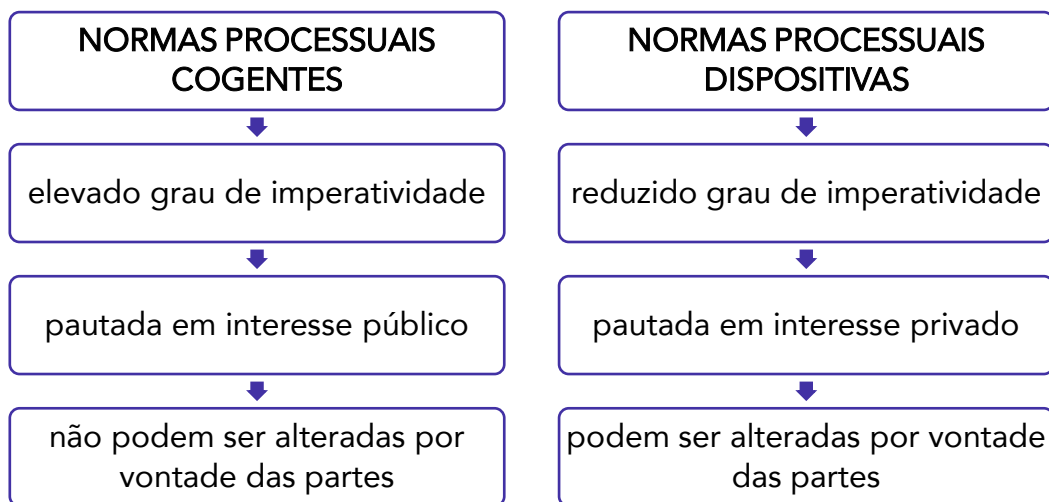 NORMAS PROCESSUAIS
COGENTES
elevado grau de imperatividade
pautada em interesse público
não podem ser alteradas por
vontade das partes
NORMAS PROCESSUAIS
DISPOSITIVAS
reduzido grau de imperatividade
pautada em interesse privado
podem ser alteradas por vontade
das partes